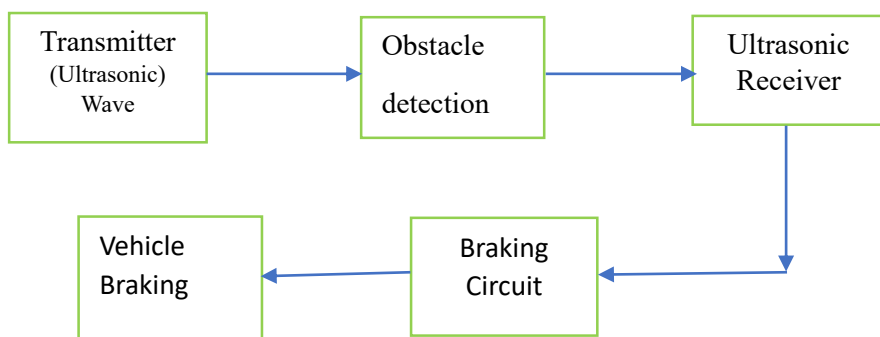 Transmitter
(Ultrasonic)
Wave
Obstacle
detection
Ultrasonic
Receiver
Vehicle
Braking
Braking
Circuit